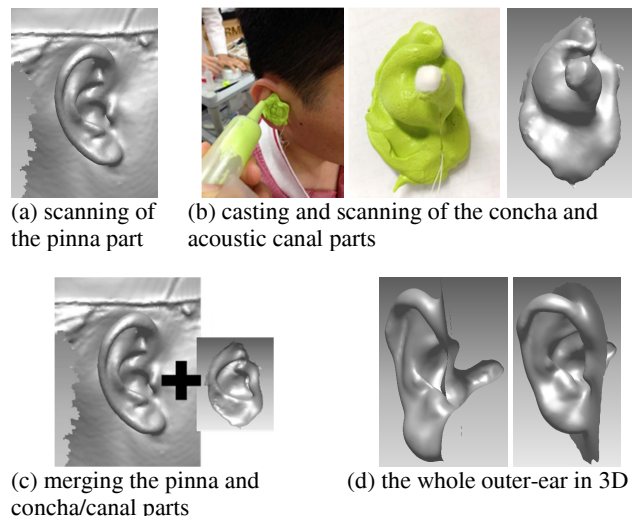 (a) scanning of
the pinna part
(b) casting and scanning of the concha and
acoustic canal parts
(c) merging the pinna and
concha/canal parts
(d) the whole outer-ear in 3D